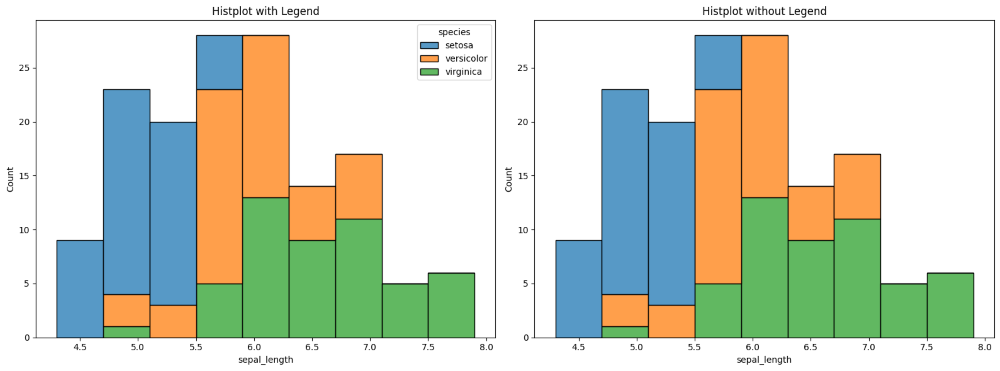 Histplot with Legend
Count
25
20
15
10
5
0
4.5 5.0 5.5 6.0 6.5 7.0 7.5 8.0
sepal_length
species
setosa
versicolor
virginica
Histplot without Legend
Count
25
20
15
10
5
0
4.5 5.0 5.5 6.0 6.5 7.0 7.5 8.0
sepal_length